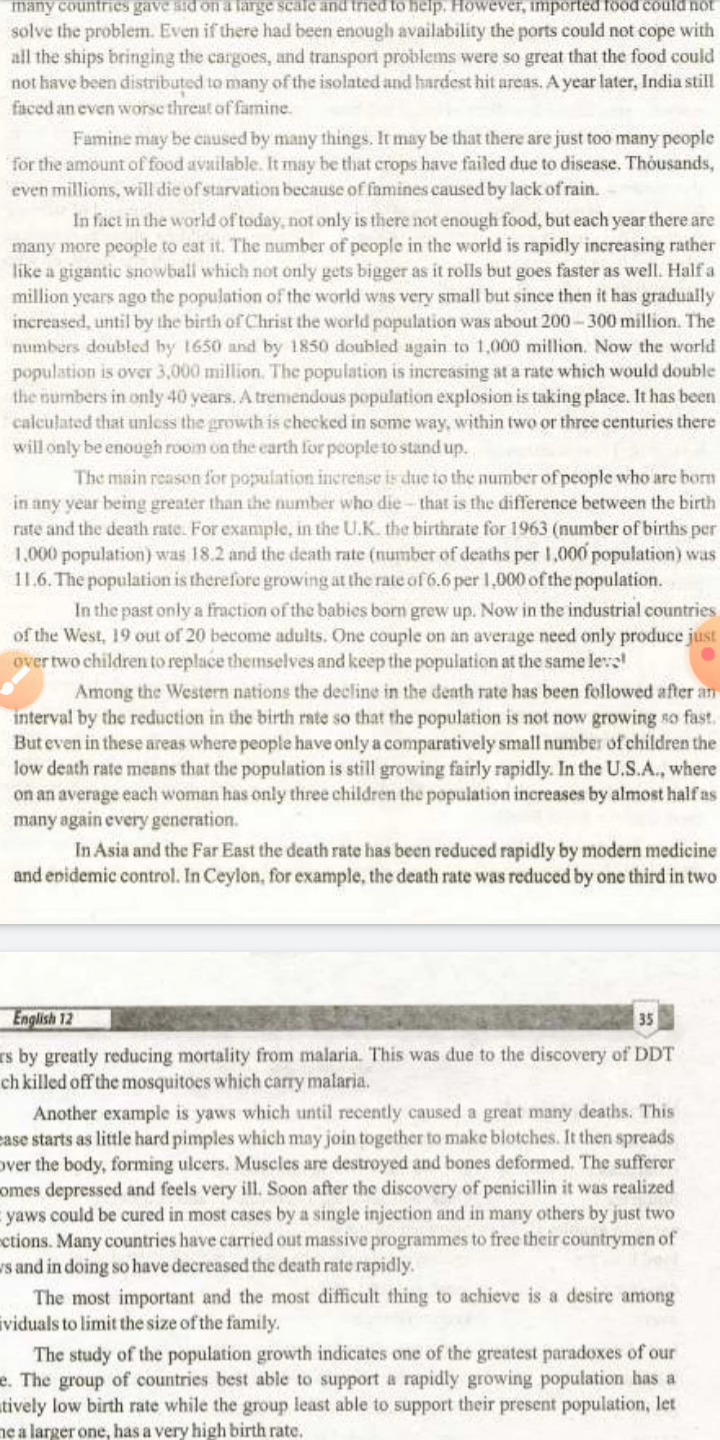 many countries gave aid on a large scale and tried to help. However, imported food could not
solve the problem. Even if there had been enough availability the ports could not cope with
all the ships bringing the cargoes, and transport problems were so great that the food could
not have been distributed to many of the isolated and hardest hit areas. A year later, India still
faced an even worse threat of famine.
Famine may be caused by many things. It may be that there are just too many people
for the amount of food available. It may be that crops have failed due to disease. Thousands,
even millions, will die of starvation because of famines caused by lack of rain.
In fact in the world of today, not only is there not enough food, but each year there are
many more people to eat it. The number of people in the world is rapidly increasing rather
like a gigantic snowball which not only gets bigger as it rolls but goes faster as well. Half a
million years ago the population of the world was very small but since then it has gradually
increased, until by the birth of Christ the world population was about 200 – 300 million. The
numbers doubled by 1650 and by 1850 doubled again to 1,000 million. Now the world
population is over 3,000 million. The population is increasing at a rate which would double
the numbers in only 40 years. A tremendous population explosion is taking place. It has been
calculated that unless the growth is checked in some way, within two or three centuries there
will only be enough room on the earth for people to stand up.
The main reason for population increase is due to the number of people who are born
in any year being greater than the number who die – that is the difference between the birth
rate and the death rate. For example, in the U.K. the birthrate for 1963 (number of births per
1,000 population) was 18.2 and the death rate (number of deaths per 1,000 population) was
11.6. The population is therefore growing at the rate of 6.6 per 1,000 of the population.
In the past only a fraction of the babies born grew up. Now in the industrial countries
of the West, 19 out of 20 become adults. One couple on an average need only produce just
over two children to replace themselves and keep the population at the same level
Among the Western nations the decline in the death rate has been followed after an
interval by the reduction in the birth rate so that the population is not now growing so fast.
But even in these areas where people have only a comparatively small number of children the
low death rate means that the population is still growing fairly rapidly. In the U.S.A., where
on an average each woman has only three children the population increases by almost half as
many again every generation.
In Asia and the Far East the death rate has been reduced rapidly by modern medicine
and epidemic control. In Ceylon, for example, the death rate was reduced by one third in two
English 12
35
rs by greatly reducing mortality from malaria. This was due to the discovery of DDT
ch killed off the mosquitoes which carry malaria.
Another example is yaws which until recently caused a great many deaths. This
ease starts as little hard pimples which may join together to make blotches. It then spreads
over the body, forming ulcers. Muscles are destroyed and bones deformed. The sufferer
omes depressed and feels very ill. Soon after the discovery of penicillin it was realized
yaws could be cured in most cases by a single injection and in many others by just two
ctions. Many countries have carried out massive programmes to free their countrymen of
s and in doing so have decreased the death rate rapidly.
The most important and the most difficult thing to achieve is a desire among
ividuals to limit the size of the family.
The study of the population growth indicates one of the greatest paradoxes of our
e. The group of countries best able to support a rapidly growing population has a
tively low birth rate while the group least able to support their present population, let
ne a larger one, has a very high birth rate.